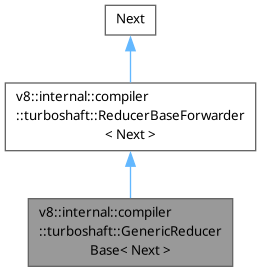 Next
v8::internal::compiler
::turboshaft::ReducerBaseForwarder
< Next >
v8::internal::compiler
::turboshaft::GenericReducer
Base< Next >